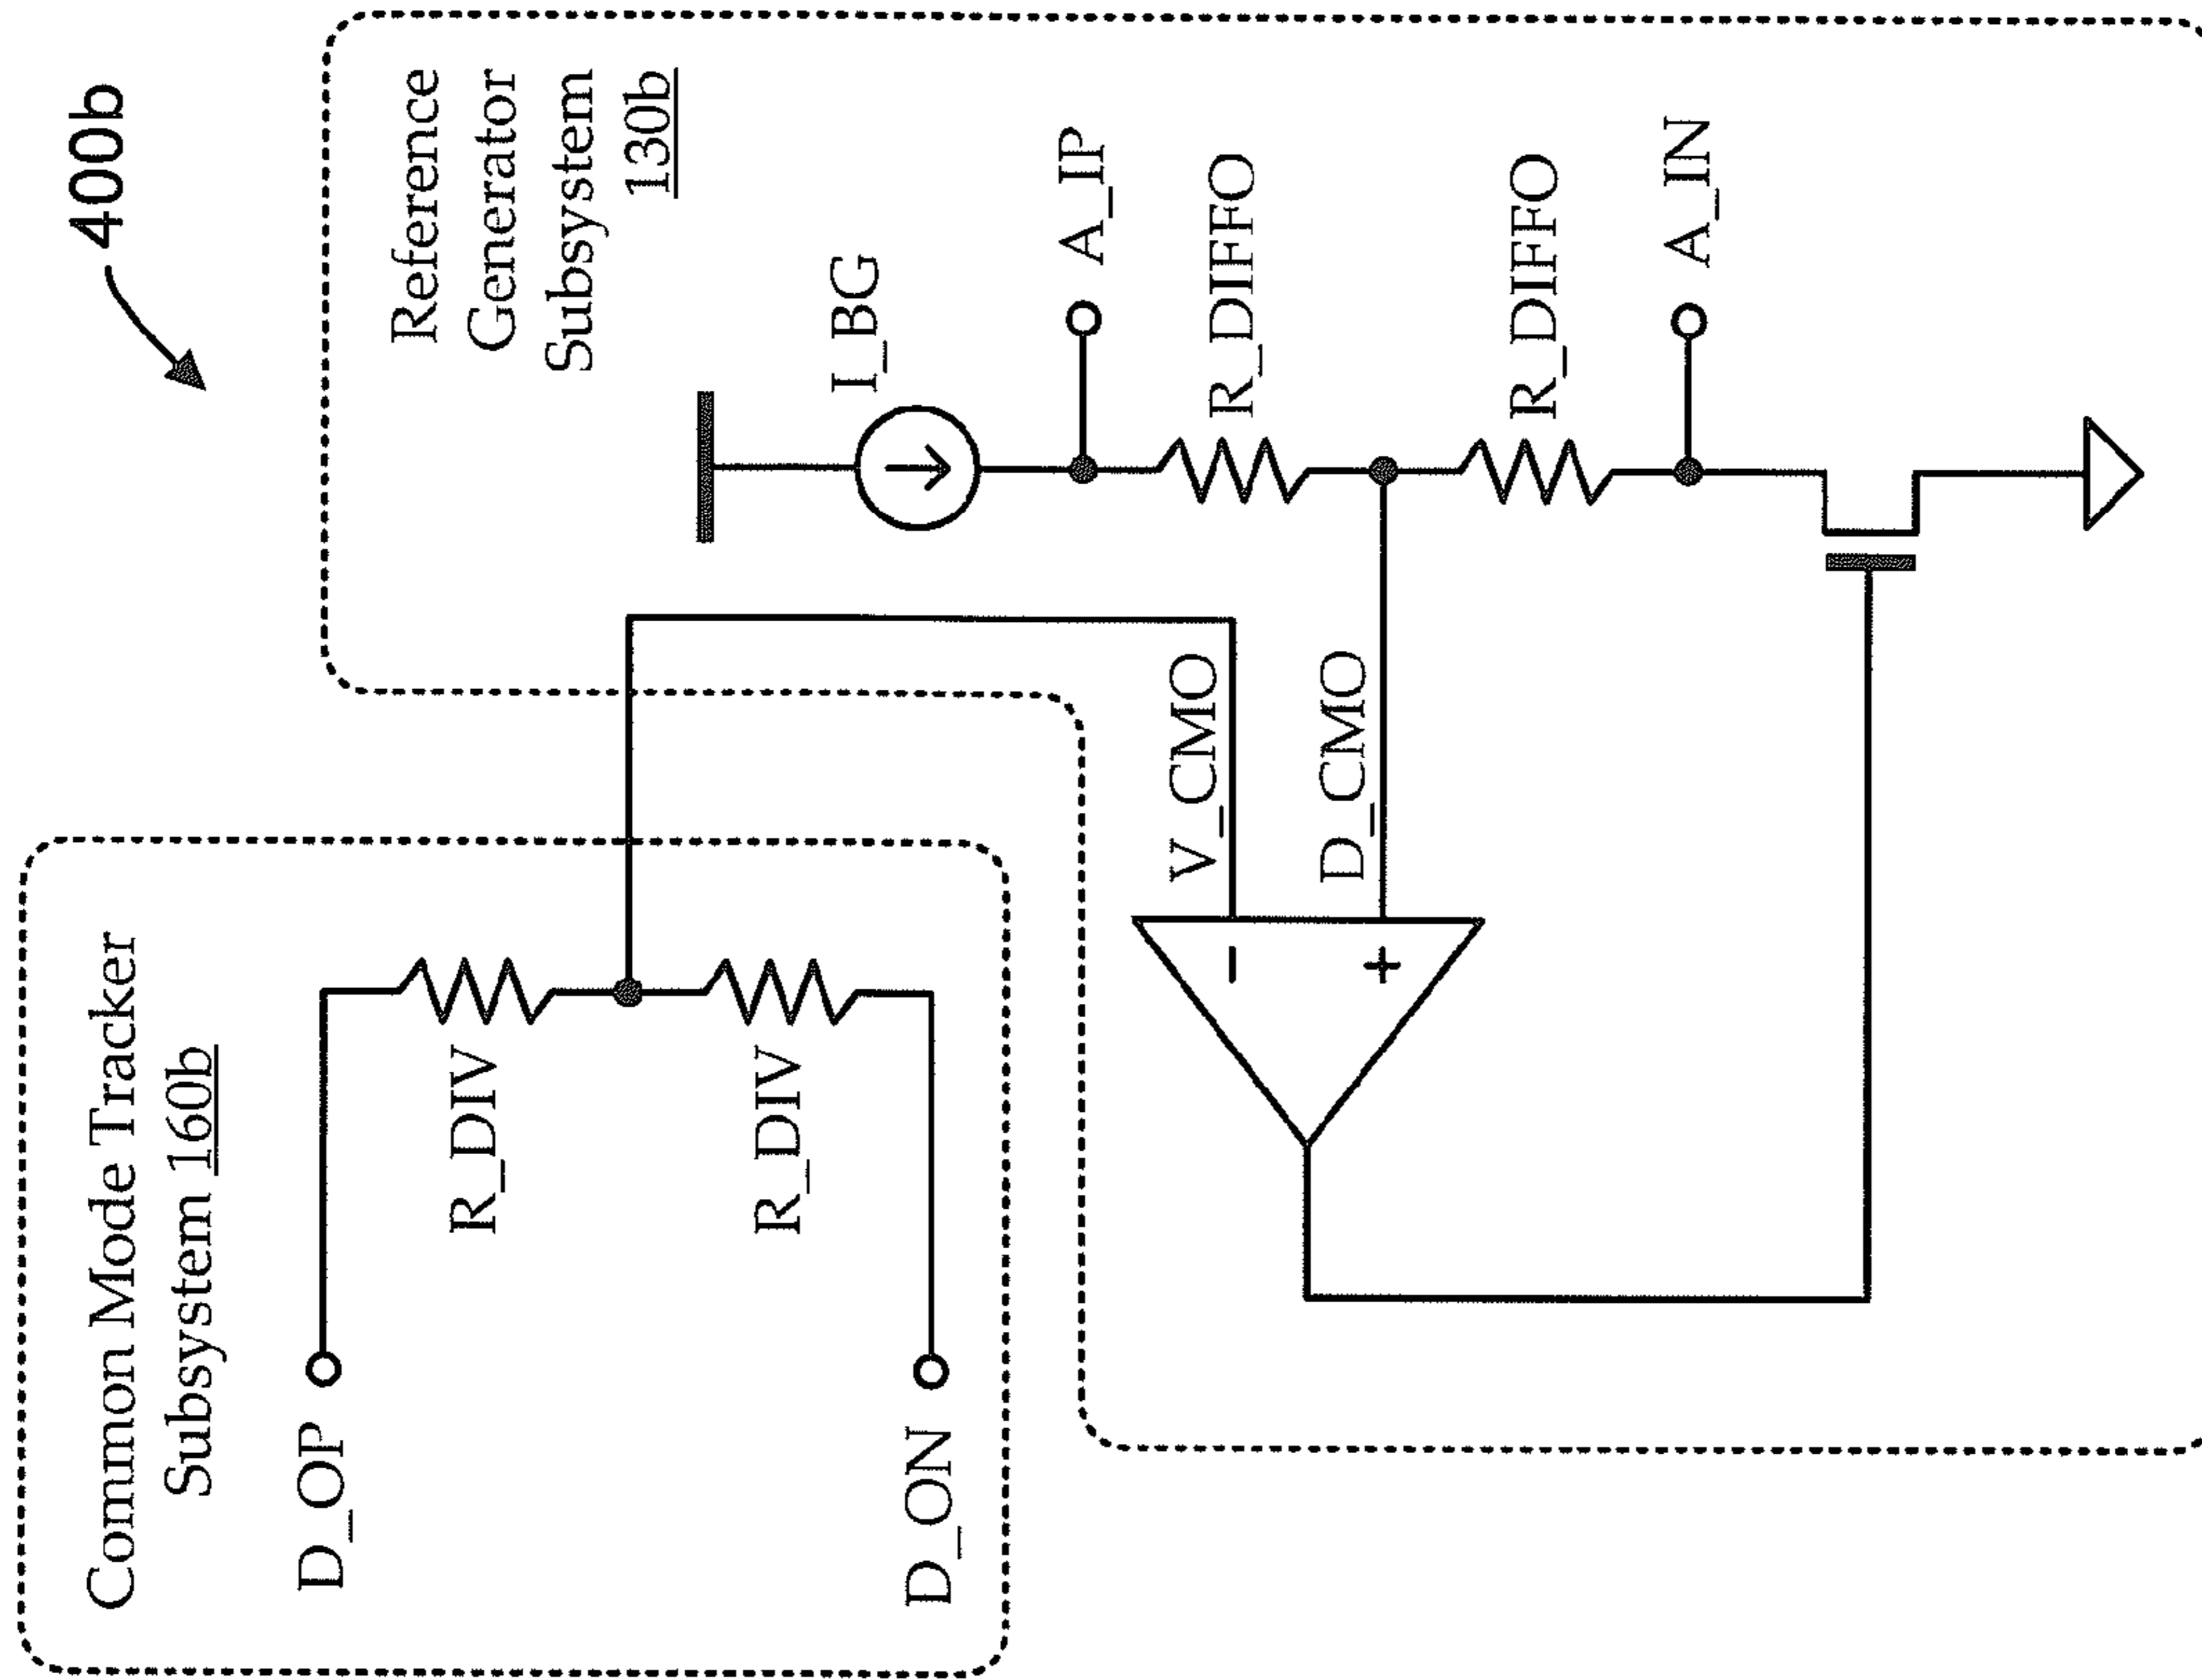 400b
Common Mode Tracker
Subsystem 160b
D_OP
R_DIV
R_DIV
D_ON
Reference
Generator
Subsystem
130b
I_BG
A_IP
R_DIFFO
V_CMO
D_CMO
-
+
R_DIFFO
A_IN